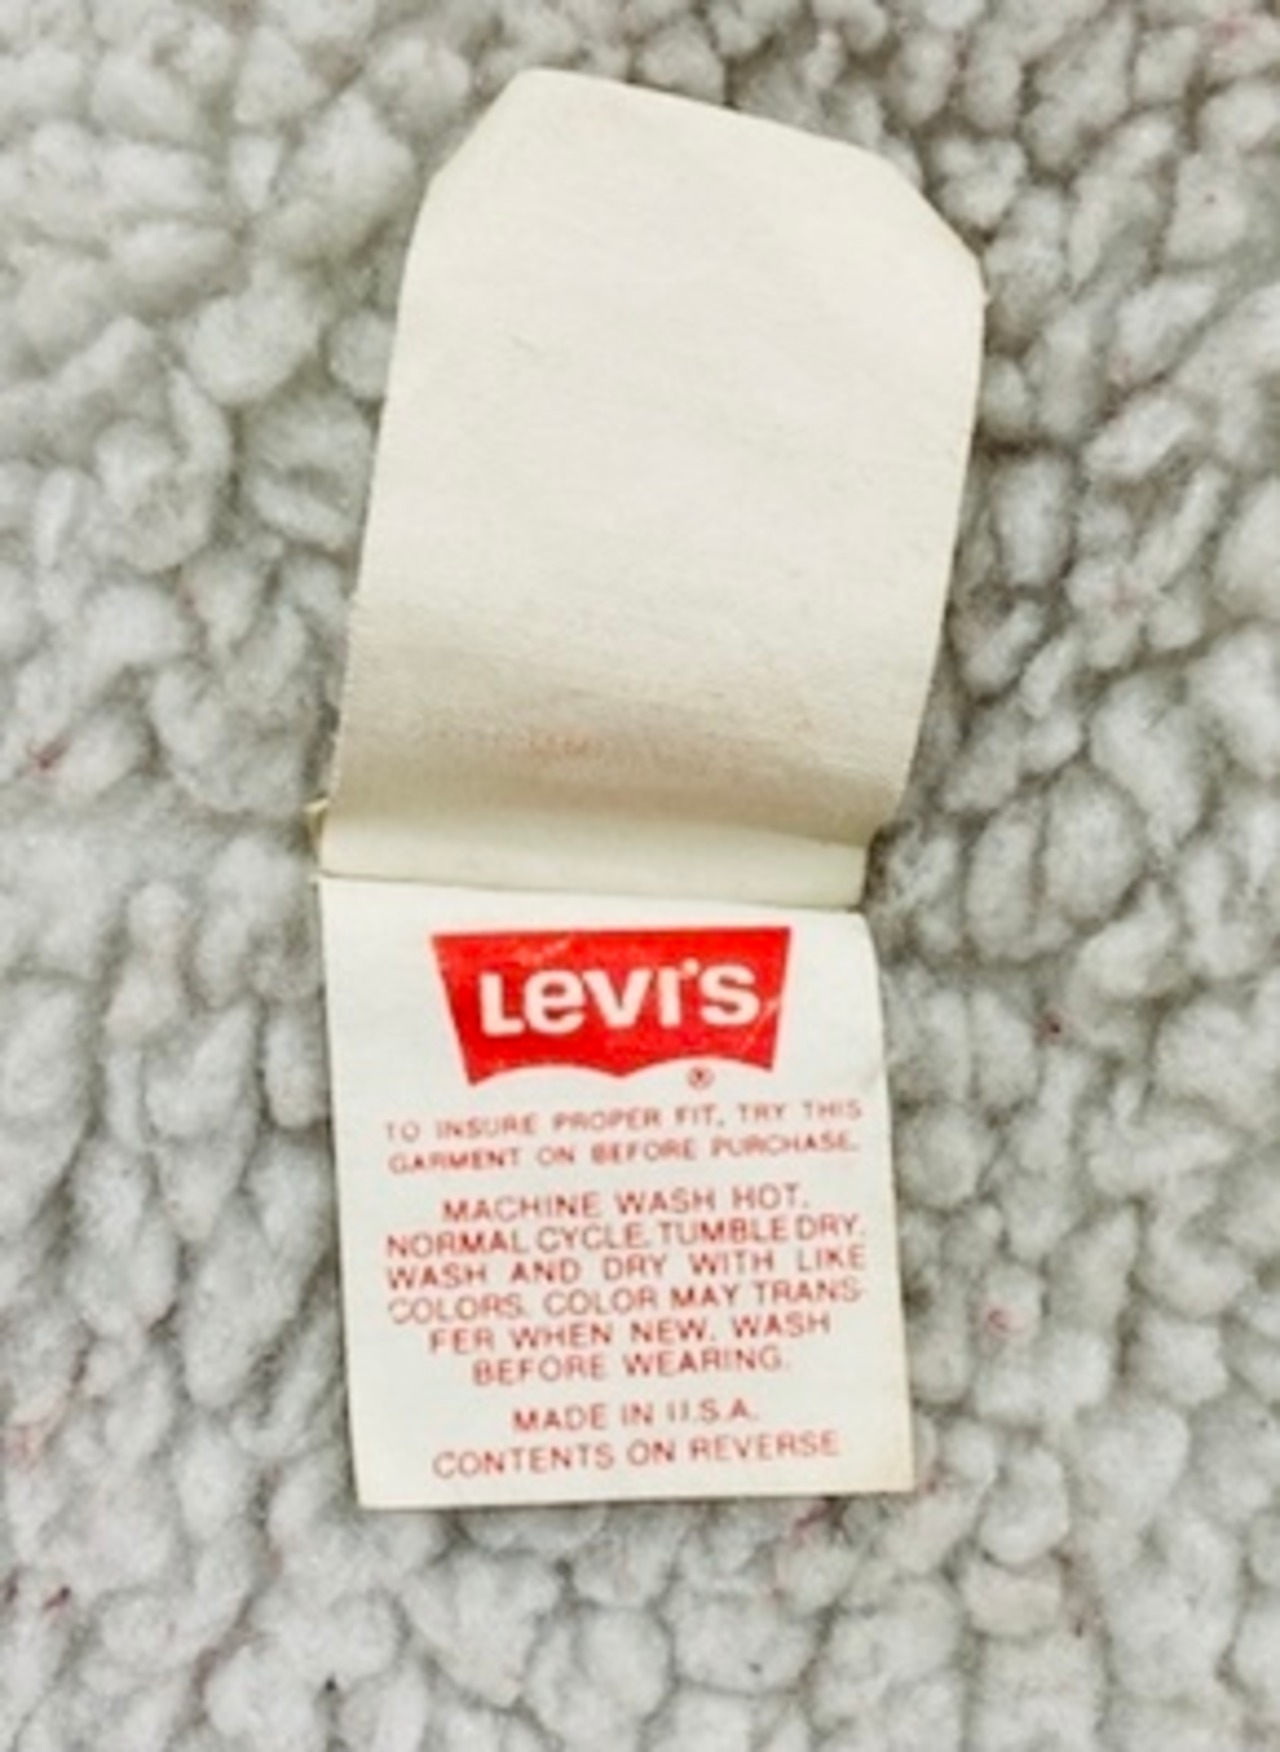 Levi's
®
TO INSURE PROPER FIT, TRY THIS
GARMENT ON BEFORE PURCHASE.
MACHINE WASH HOT.
NORMAL CYCLE. TUMBLE DRY.
WASH AND DRY WITH LIKE
COLORS. COLOR MAY TRANS-
FER WHEN NEW. WASH
BEFORE WEARING.
MADE IN U.S.A.
CONTENTS ON REVERSE